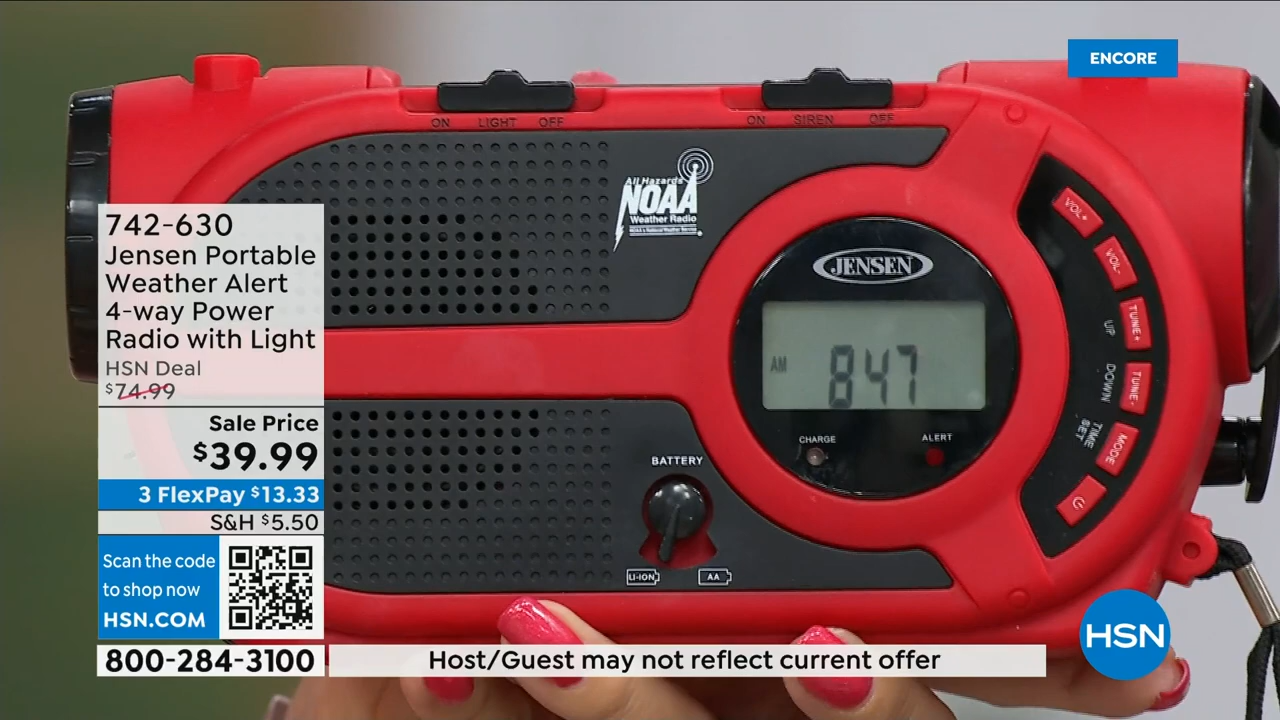 ENCORE
ON LIGHT OFF
ON SIREN OFF
All Hazards
NOAA
Weather Radio
VOL+
VOL-
TUNE+
UP
DOWN
TUNE-
TIME SET
MODE
JENSEN
AM 847
CHARGE
ALERT
BATTERY
LI-ION
AA
742-630
Jensen Portable
Weather Alert
4-way Power
Radio with Light
HSN Deal
$74.99
Sale Price
$39.99
3 FlexPay $13.33
S&H $5.50
Scan the code
to shop now
HSN.COM
800-284-3100
Host/Guest may not reflect current offer
HSN